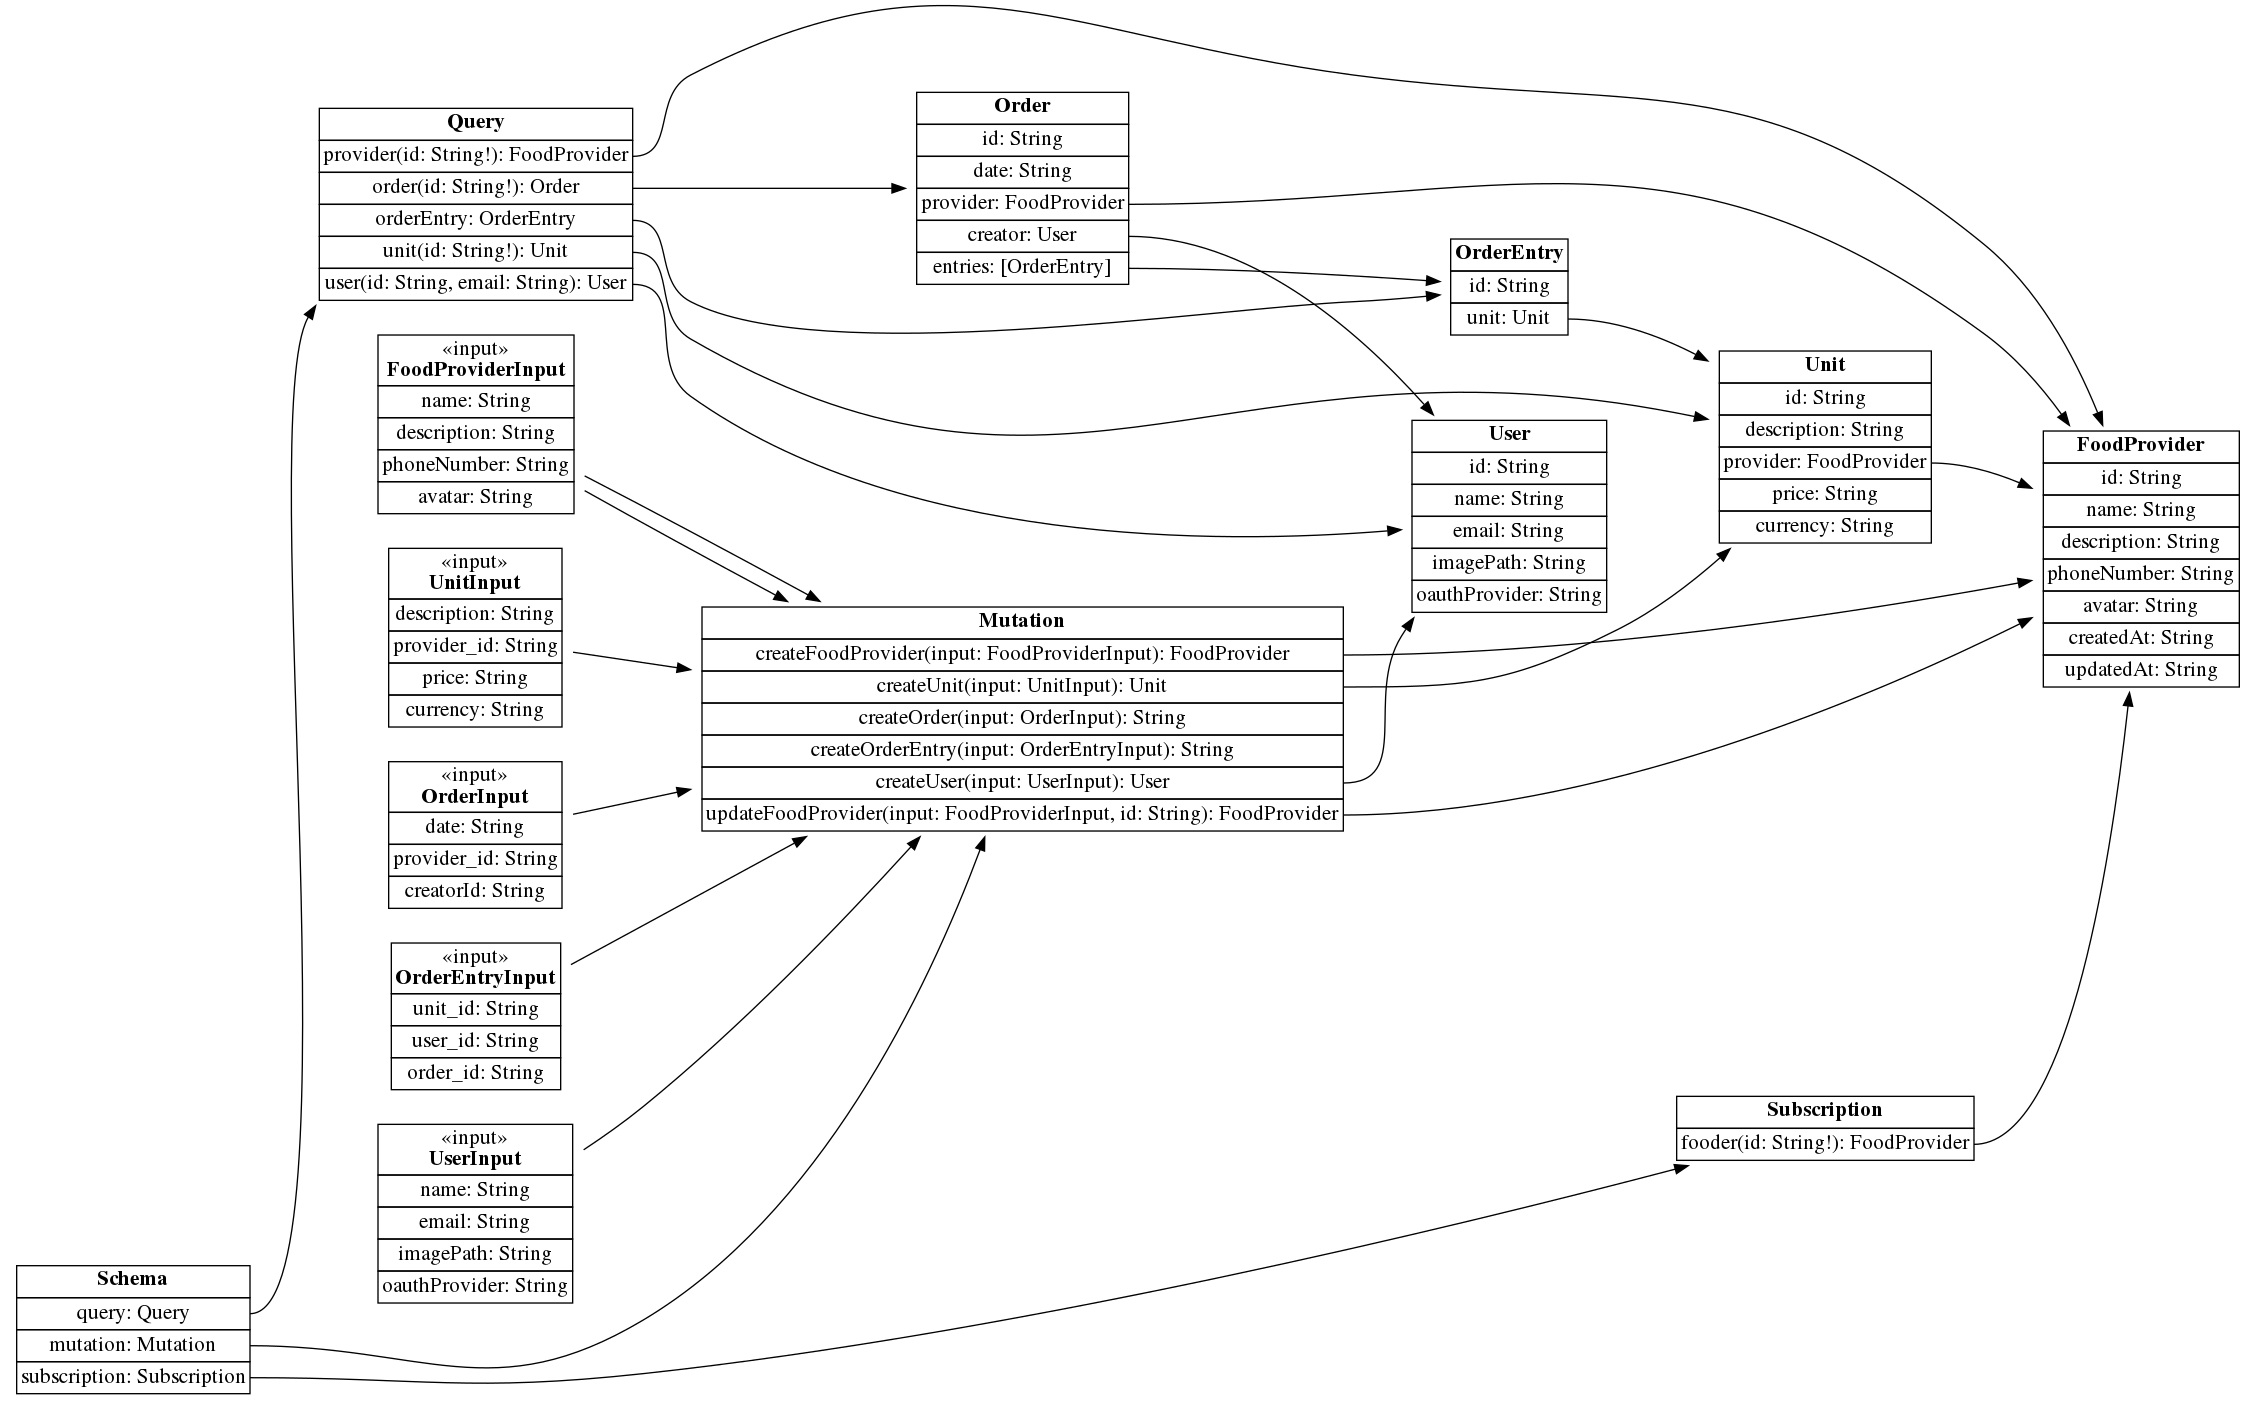 Query
provider(id: String!): FoodProvider
order(id: String!): Order
orderEntry: OrderEntry
unit(id: String!): Unit
user(id: String, email: String): User
Order
id: String
date: String
provider: FoodProvider
creator: User
entries: [OrderEntry]
OrderEntry
id: String
unit: Unit
«input»
FoodProviderInput
name: String
description: String
phoneNumber: String
avatar: String
Unit
id: String
description: String
provider: FoodProvider
price: String
currency: String
User
id: String
name: String
email: String
imagePath: String
oauthProvider: String
FoodProvider
id: String
name: String
description: String
phoneNumber: String
avatar: String
createdAt: String
updatedAt: String
«input»
UnitInput
description: String
provider_id: String
price: String
currency: String
Mutation
createFoodProvider(input: FoodProviderInput): FoodProvider
createUnit(input: UnitInput): Unit
createOrder(input: OrderInput): String
createOrderEntry(input: OrderEntryInput): String
createUser(input: UserInput): User
updateFoodProvider(input: FoodProviderInput, id: String): FoodProvider
«input»
OrderInput
date: String
provider_id: String
creatorId: String
«input»
OrderEntryInput
unit_id: String
user_id: String
order_id: String
Subscription
fooder(id: String!): FoodProvider
«input»
UserInput
name: String
email: String
imagePath: String
oauthProvider: String
Schema
query: Query
mutation: Mutation
subscription: Subscription